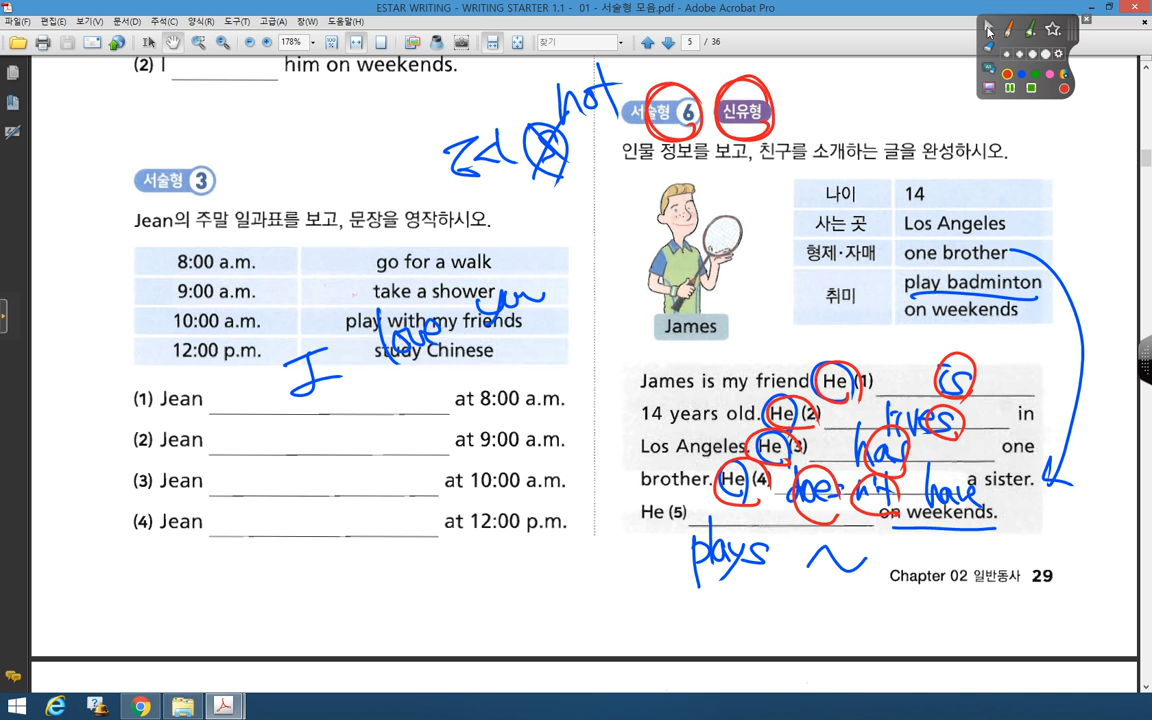 ESTAR WRITING - WRITING STARTER 1.1 - 01 - 서술형 모음.pdf - Adobe Acrobat Pro
파일(F) 편집(E) 보기(V) 문서(D) 주석(C) 양식(R) 도구(T) 고급(A) 창(W) 도움말(H)
178% 찾기 5 / 36
(2) I ____________ him on weekends.
not
서술형 3
Jean의 주말 일과표를 보고, 문장을 영작하시오.
8:00 a.m. go for a walk
9:00 a.m. take a shower
10:00 a.m. play with my friends
12:00 p.m. study Chinese
I love you
(1) Jean ____________ at 8:00 a.m.
(2) Jean ____________ at 9:00 a.m.
(3) Jean ____________ at 10:00 a.m.
(4) Jean ____________ at 12:00 p.m.
서술형 6 신유형
인물 정보를 보고, 친구를 소개하는 글을 완성하시오.
James
나이 14
사는 곳 Los Angeles
형제·자매 one brother
취미 play badminton
on weekends
James is my friend. He (1) is
14 years old. He (2) lives in
Los Angeles. He (3) has one
brother. He (4) doesn't have a sister.
He (5) ____________ on weekends.
plays ~
Chapter 02 일반동사 29